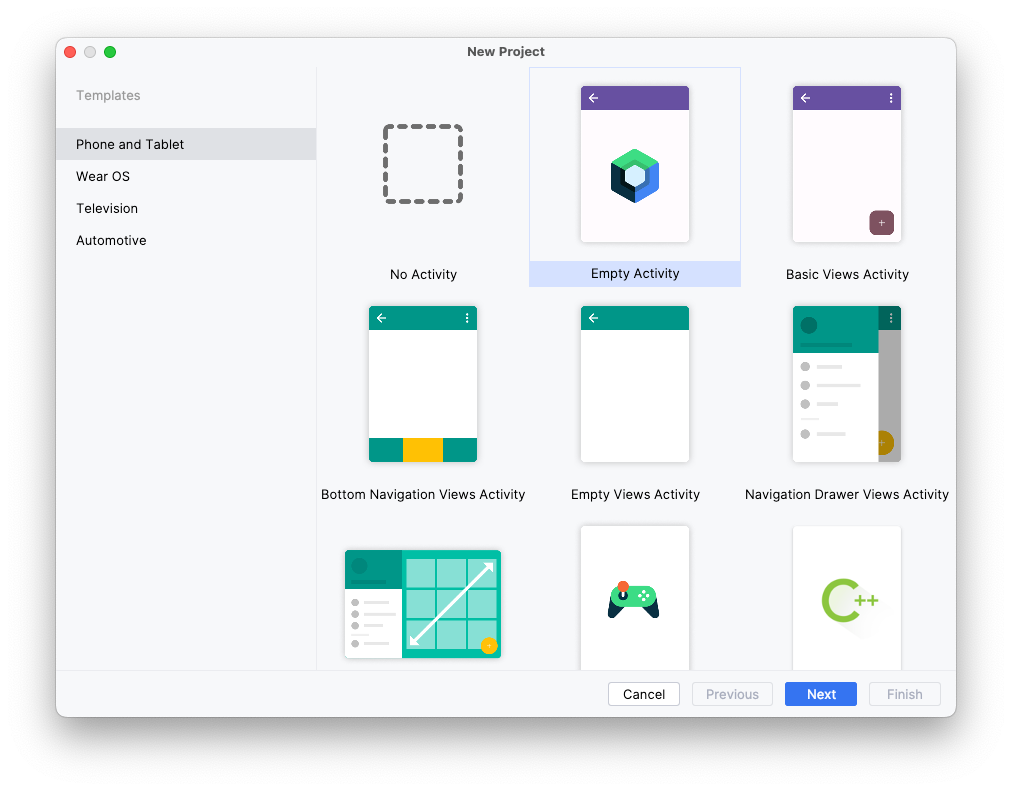 New Project
Templates
Phone and Tablet
Wear OS
Television
Automotive
No Activity
Empty Activity
Basic Views Activity
Bottom Navigation Views Activity
Empty Views Activity
Navigation Drawer Views Activity
C++
Cancel
Previous
Next
Finish